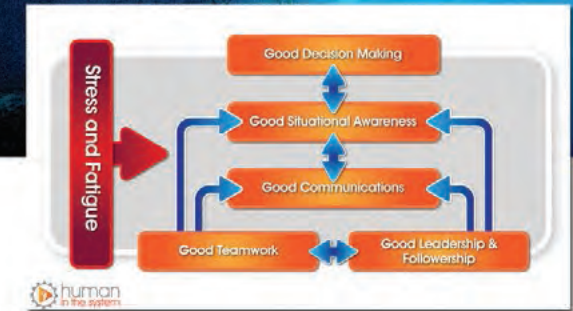 Stress and Fatigue
Good Decision Making
Good Situational Awareness
Good Communications
Good Teamwork
Good Leadership &
Followership
human
in the system